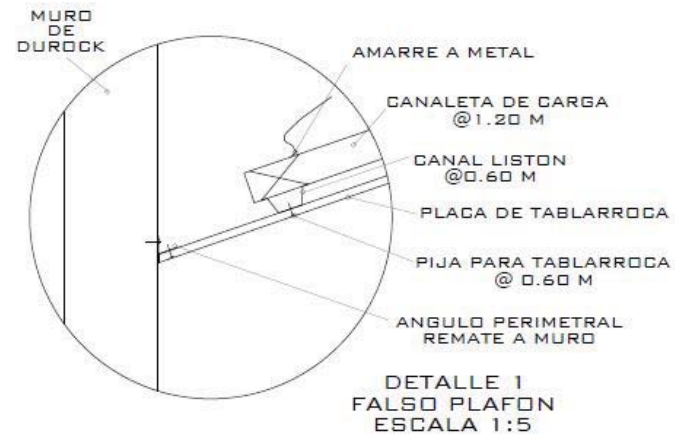 MURO
DE
DUROCK
AMARRE A METAL
CANALETA DE CARGA
@1.20 M
CANAL LISTON
@0.60 M
PLACA DE TABLARROCA
PIJA PARA TABLARROCA
@ 0.60 M
ANGULO PERIMETRAL
REMATE A MURO
DETALLE 1
FALSO PLAFON
ESCALA 1:5